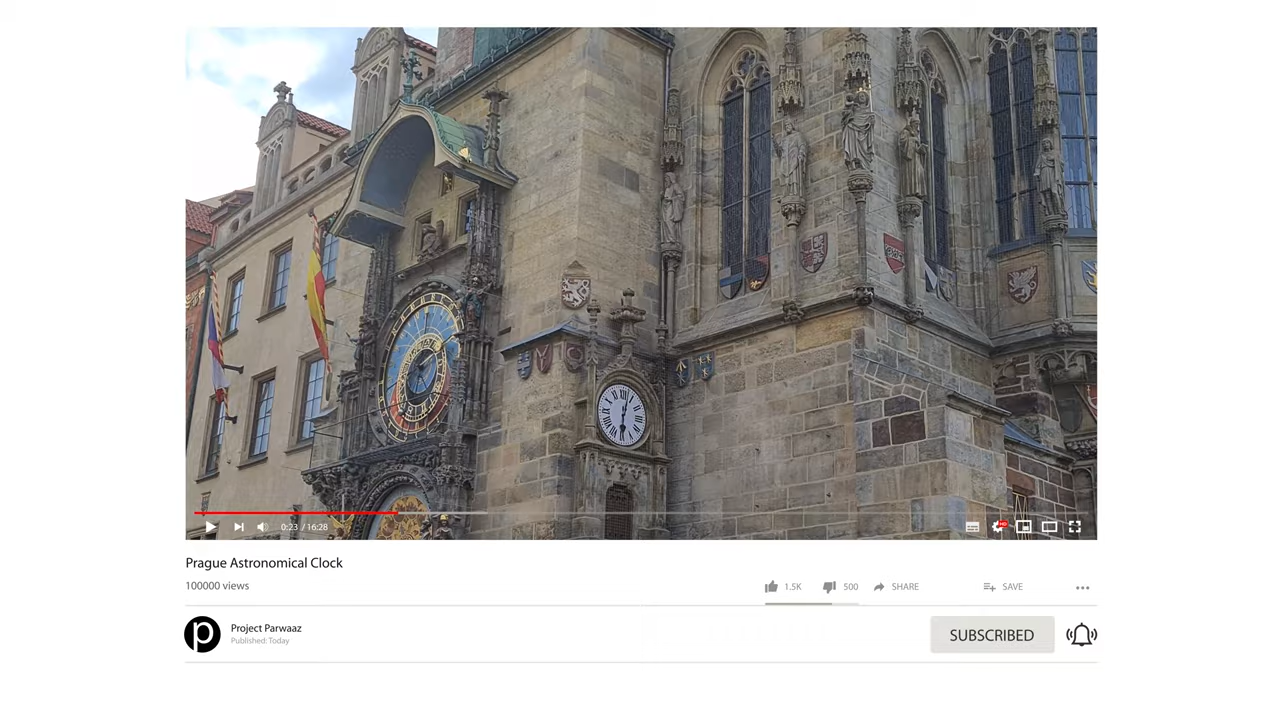 0:23 / 16:28
HD
Prague Astronomical Clock
100000 views
1.5K
500
SHARE
SAVE
p
Project Parwaaz
Published: Today
SUBSCRIBED